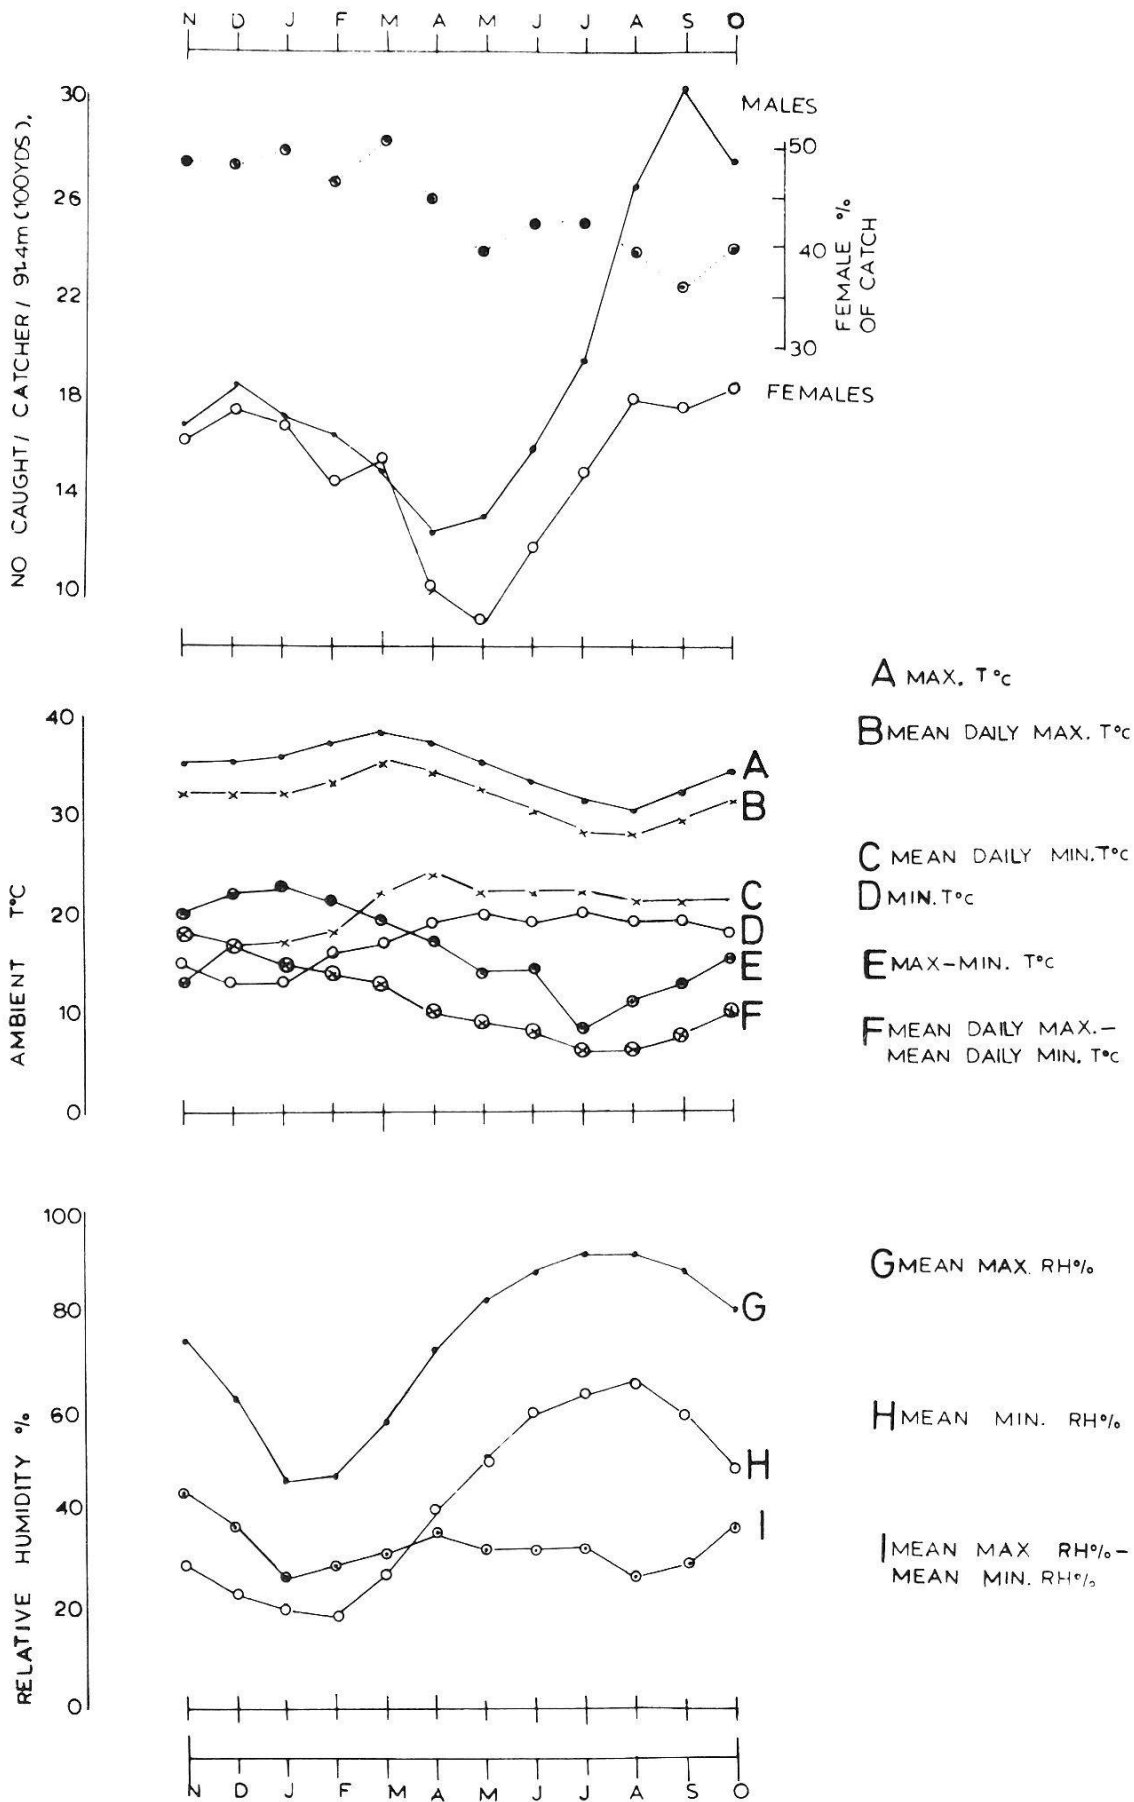 N D J F M A M J J A S O
NO CAUGHT / CATCHER / 91.4m (100YDS).
30
26
22
18
14
10
MALES
50
40
30
FEMALE %
OF CATCH
FEMALES
AMBIENT T°C
40
30
20
10
0
A
B
C
D
E
F
A MAX. T°C
B MEAN DAILY MAX. T°C
C MEAN DAILY MIN. T°C
D MIN. T°C
E MAX-MIN. T°C
F MEAN DAILY MAX.-
MEAN DAILY MIN. T°C
RELATIVE HUMIDITY %
100
80
60
40
20
0
G
H
I
G MEAN MAX. RH%
H MEAN MIN. RH%
I MEAN MAX RH%-
MEAN MIN. RH%
N D J F M A M J J A S O